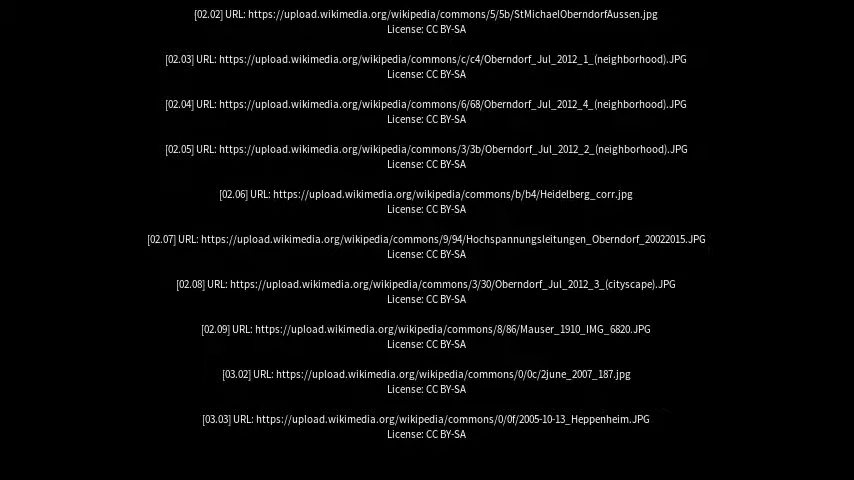 [02.02] URL: https://upload.wikimedia.org/wikipedia/commons/5/5b/StMichaelOberndorfAussen.jpg
License: CC BY-SA
[02.03] URL: https://upload.wikimedia.org/wikipedia/commons/c/c4/Oberndorf_Jul_2012_1_(neighborhood).JPG
License: CC BY-SA
[02.04] URL: https://upload.wikimedia.org/wikipedia/commons/6/68/Oberndorf_Jul_2012_4_(neighborhood).JPG
License: CC BY-SA
[02.05] URL: https://upload.wikimedia.org/wikipedia/commons/3/3b/Oberndorf_Jul_2012_2_(neighborhood).JPG
License: CC BY-SA
[02.06] URL: https://upload.wikimedia.org/wikipedia/commons/b/b4/Heidelberg_corr.jpg
License: CC BY-SA
[02.07] URL: https://upload.wikimedia.org/wikipedia/commons/9/94/Hochspannungsleitungen_Oberndorf_20022015.JPG
License: CC BY-SA
[02.08] URL: https://upload.wikimedia.org/wikipedia/commons/3/30/Oberndorf_Jul_2012_3_(cityscape).JPG
License: CC BY-SA
[02.09] URL: https://upload.wikimedia.org/wikipedia/commons/8/86/Mauser_1910_IMG_6820.JPG
License: CC BY-SA
[03.02] URL: https://upload.wikimedia.org/wikipedia/commons/0/0c/2june_2007_187.jpg
License: CC BY-SA
[03.03] URL: https://upload.wikimedia.org/wikipedia/commons/0/0f/2005-10-13_Heppenheim.JPG
License: CC BY-SA